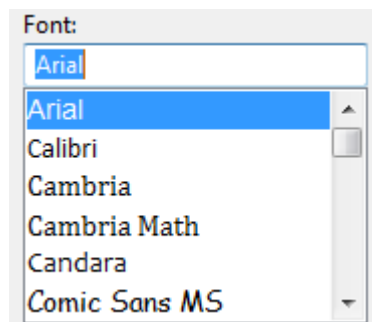 Font:
Arial
Arial
Calibri
Cambria
Cambria Math
Candara
Comic Sans MS